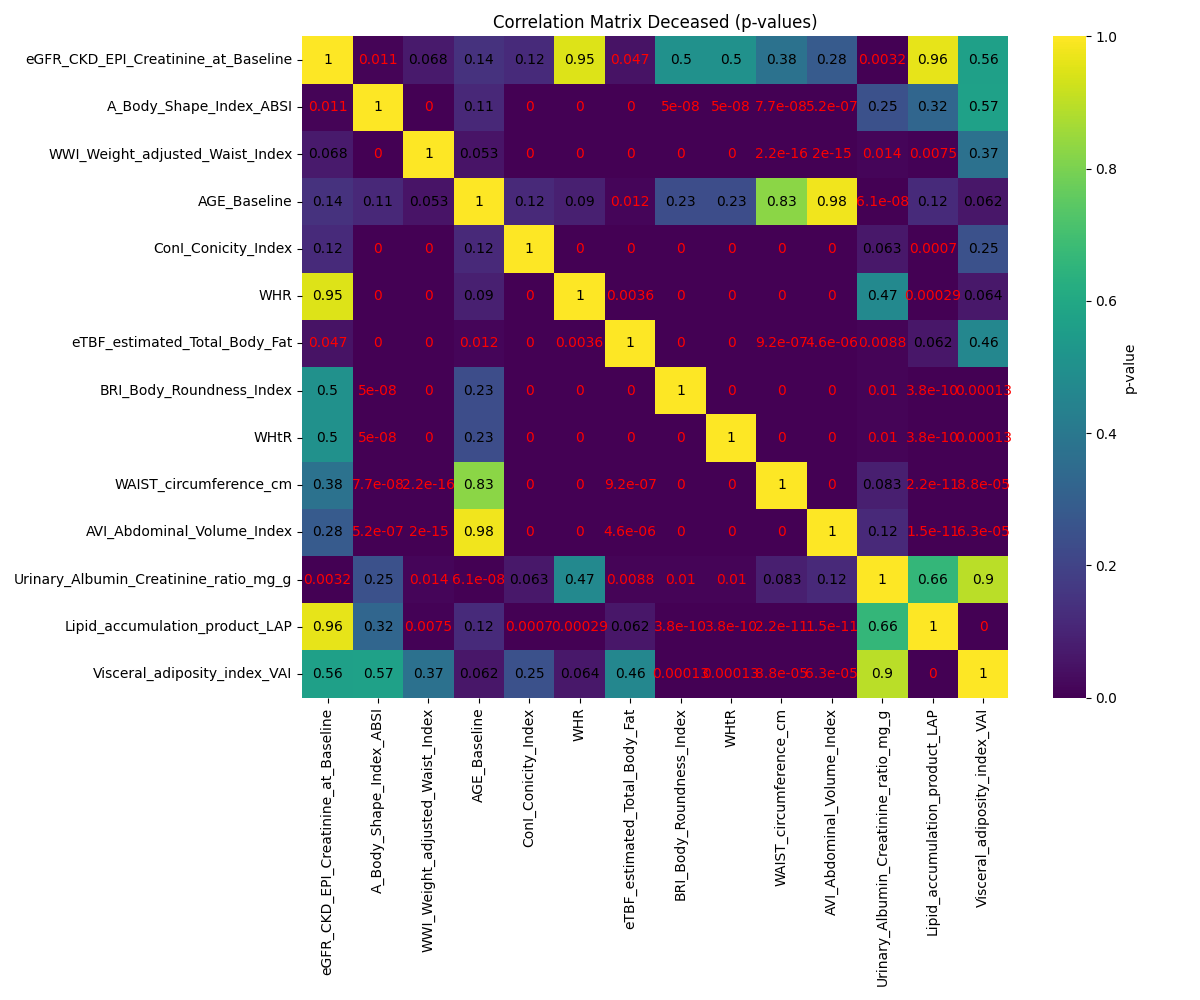 Correlation Matrix Deceased (p-values)
eGFR_CKD_EPI_Creatinine_at_Baseline 1 0.011 0.068 0.14 0.12 0.95 0.047 0.5 0.5 0.38 0.28 0.0032 0.96 0.56 1.0
A_Body_Shape_Index_ABSI 0.011 1 0 0.11 0 0 0 5e-08 5e-08 7.7e-08 5.2e-07 0.25 0.32 0.57
WWI_Weight_adjusted_Waist_Index 0.068 0 1 0.053 0 0 0 0 0 2.2e-16 2e-15 0.014 0.0075 0.37
0.8
AGE_Baseline 0.14 0.11 0.053 1 0.12 0.09 0.012 0.23 0.23 0.83 0.98 6.1e-08 0.12 0.062
ConI_Conicity_Index 0.12 0 0 0.12 1 0 0 0 0 0 0 0.063 0.0007 0.25
WHR 0.95 0 0 0.09 0 1 0.0036 0 0 0 0 0.47 0.00029 0.064
0.6
eTBF_estimated_Total_Body_Fat 0.047 0 0 0.012 0 0.0036 1 0 0 9.2e-07 4.6e-06 0.0088 0.062 0.46
p-value
BRI_Body_Roundness_Index 0.5 5e-08 0 0.23 0 0 0 1 0 0 0 0.01 3.8e-10 0.00013
0.4
WHtR 0.5 5e-08 0 0.23 0 0 0 0 1 0 0 0.01 3.8e-10 0.00013
WAIST_circumference_cm 0.38 7.7e-08 2.2e-16 0.83 0 0 9.2e-07 0 0 1 0 0.083 2.2e-11 8.8e-05
AVI_Abdominal_Volume_Index 0.28 5.2e-07 2e-15 0.98 0 0 4.6e-06 0 0 0 1 0.12 1.5e-11 6.3e-05
0.2
Urinary_Albumin_Creatinine_ratio_mg_g 0.0032 0.25 0.014 6.1e-08 0.063 0.47 0.0088 0.01 0.01 0.083 0.12 1 0.66 0.9
Lipid_accumulation_product_LAP 0.96 0.32 0.0075 0.12 0.0007 0.00029 0.062 3.8e-10 3.8e-10 2.2e-11 1.5e-11 0.66 1 0
Visceral_adiposity_index_VAI 0.56 0.57 0.37 0.062 0.25 0.064 0.46 0.00013 0.00013 8.8e-05 6.3e-05 0.9 0 1
0.0
eGFR_CKD_EPI_Creatinine_at_Baseline
A_Body_Shape_Index_ABSI
WWI_Weight_adjusted_Waist_Index
AGE_Baseline
ConI_Conicity_Index
WHR
eTBF_estimated_Total_Body_Fat
BRI_Body_Roundness_Index
WHtR
WAIST_circumference_cm
AVI_Abdominal_Volume_Index
Urinary_Albumin_Creatinine_ratio_mg_g
Lipid_accumulation_product_LAP
Visceral_adiposity_index_VAI